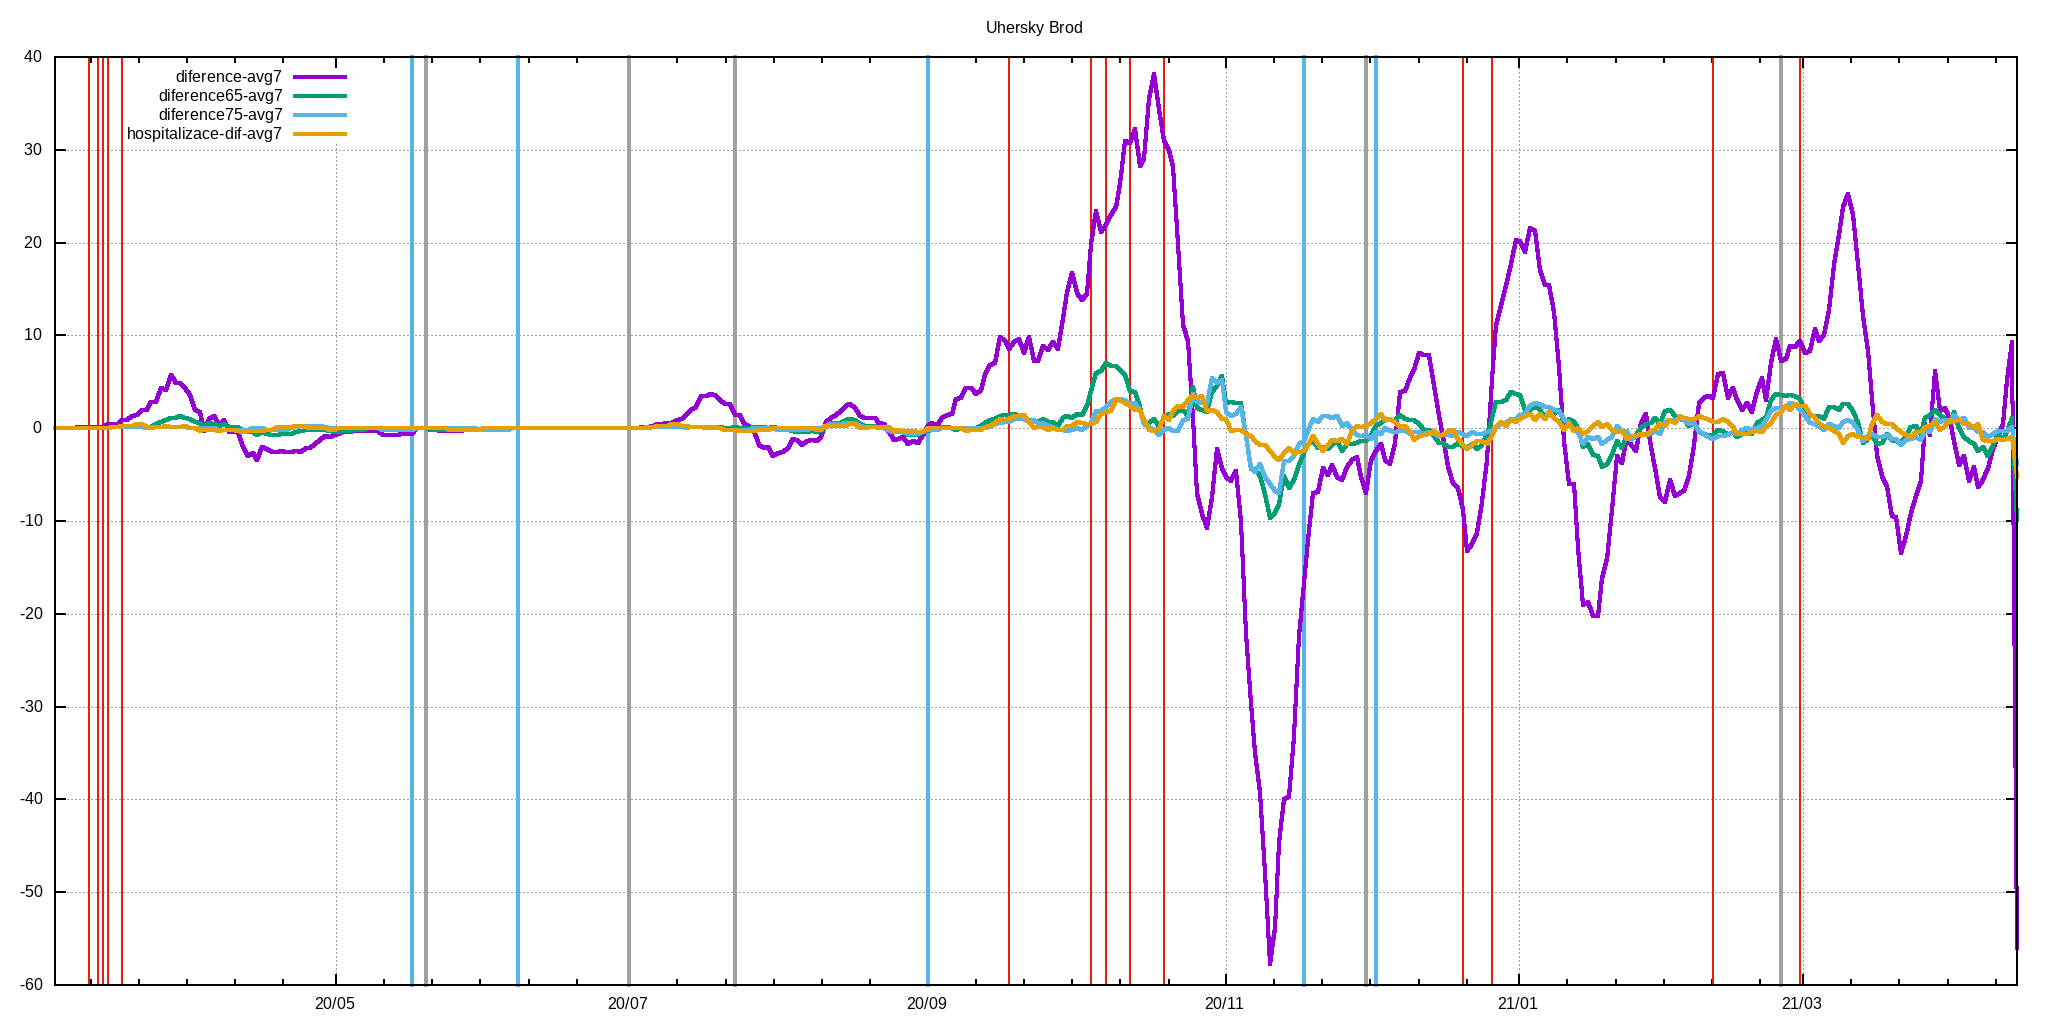 Uhersky Brod
diference-avg7
diference65-avg7
diference75-avg7
hospitalizace-dif-avg7
40
30
20
10
0
-10
-20
-30
-40
-50
-60
20/05 20/07 20/09 20/11 21/01 21/03